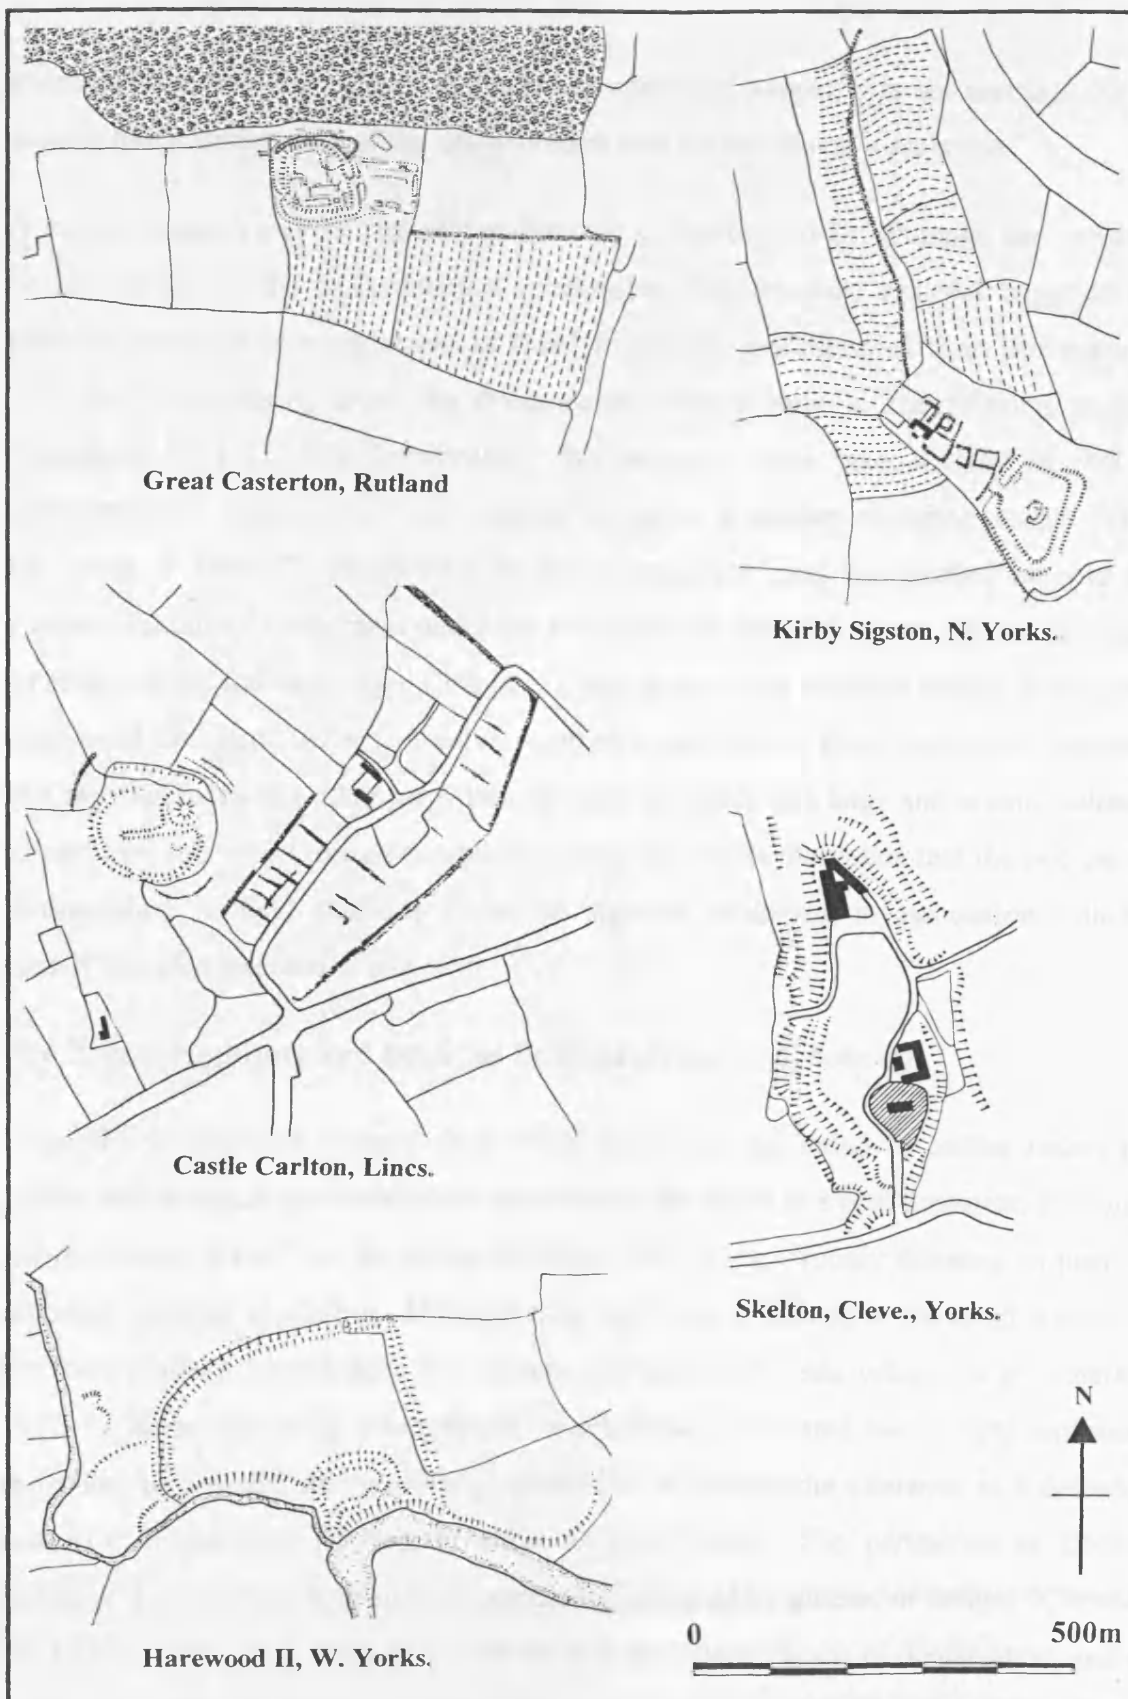 Great Casterton, Rutland
Kirby Sigston, N. Yorks.
Castle Carlton, Lincs.
Skelton, Cleve., Yorks.
N
Harewood II, W. Yorks.
0 500m